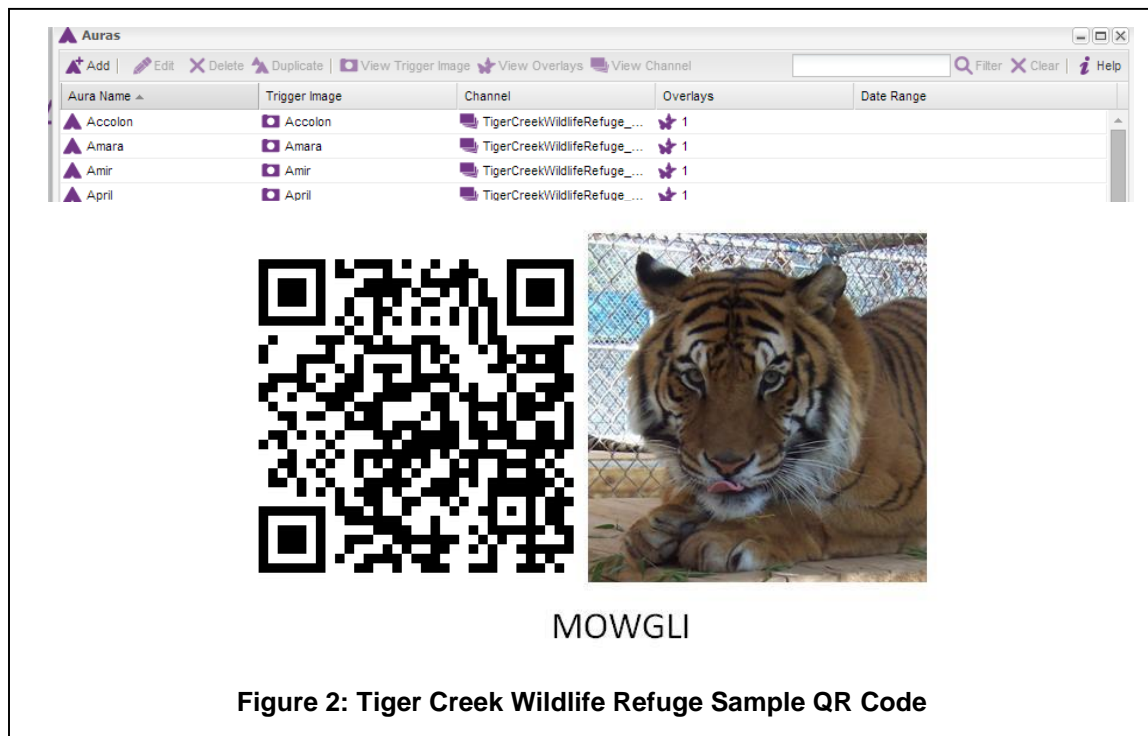 Auras
Add | Edit Delete Duplicate | View Trigger Image View Overlays View Channel Filter Clear | Help
Aura Name Trigger Image Channel Overlays Date Range
Accolon Accolon TigerCreekWildlifeRefuge_... 1
Amara Amara TigerCreekWildlifeRefuge_... 1
Amir Amir TigerCreekWildlifeRefuge_... 1
April April TigerCreekWildlifeRefuge_... 1
MOWGLI
Figure 2: Tiger Creek Wildlife Refuge Sample QR Code